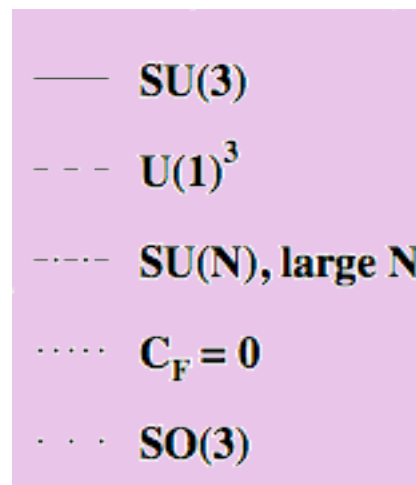 SU(3)
U(1)³
SU(N), large N
C_F = 0
SO(3)